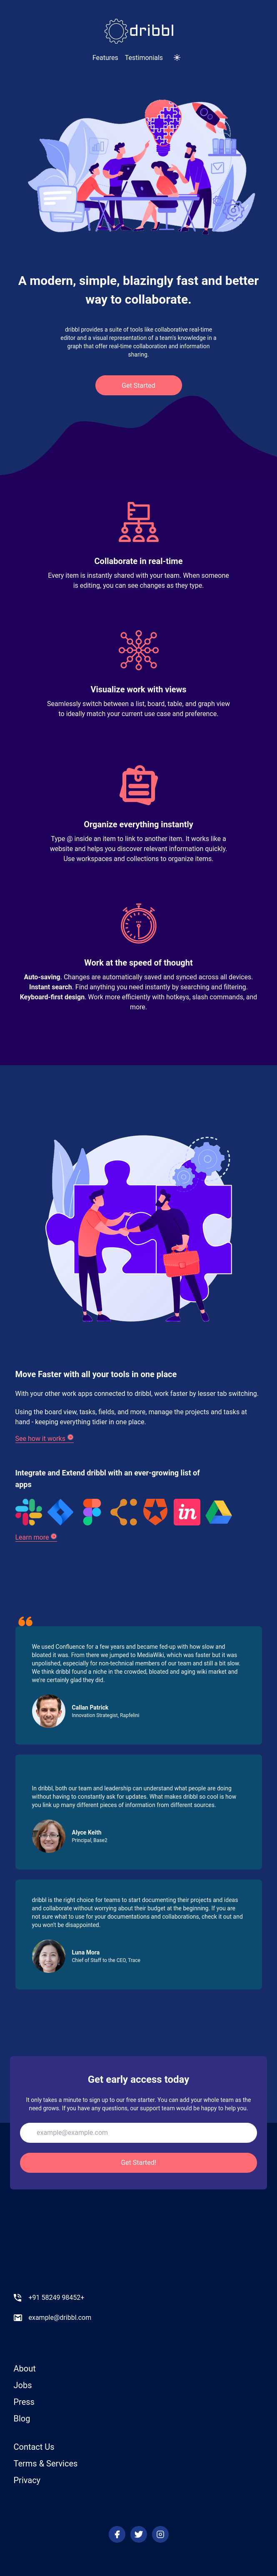 dribbl
Features Testimonials
A modern, simple, blazingly fast and better
way to collaborate.
dribbl provides a suite of tools like collaborative real-time
editor and a visual representation of a team's knowledge in a
graph that offer real-time collaboration and information
sharing.
Get Started
Collaborate in real-time
Every item is instantly shared with your team. When someone
is editing, you can see changes as they type.
Visualize work with views
Seamlessly switch between a list, board, table, and graph view
to ideally match your current use case and preference.
Organize everything instantly
Type @ inside an item to link to another item. It works like a
website and helps you discover relevant information quickly.
Use workspaces and collections to organize items.
Work at the speed of thought
Auto-saving. Changes are automatically saved and synced across all devices.
Instant search. Find anything you need instantly by searching and filtering.
Keyboard-first design. Work more efficiently with hotkeys, slash commands, and
more.
Move Faster with all your tools in one place
With your other work apps connected to dribbl, work faster by lesser tab switching.
Using the board view, tasks, fields, and more, manage the projects and tasks at
hand - keeping everything tidier in one place.
See how it works
Integrate and Extend dribbl with an ever-growing list of
apps
in
Learn more
We used Confluence for a few years and became fed-up with how slow and
bloated it was. From there we jumped to MediaWiki, which was faster but it was
unpolished, especially for non-technical members of our team and still a bit slow.
We think dribbl found a niche in the crowded, bloated and aging wiki market and
we're certainly glad they did.
Callan Patrick
Innovation Strategist, Rapfelini
In dribbl, both our team and leadership can understand what people are doing
without having to constantly ask for updates. What makes dribbl so cool is how
you link up many different pieces of information from different sources.
Alyce Keith
Principal, Base2
dribbl is the right choice for teams to start documenting their projects and ideas
and collaborate without worrying about their budget at the beginning. If you are
not sure what to use for your documentations and collaborations, check it out and
you won't be disappointed.
Luna Mora
Chief of Staff to the CEO, Trace
Get early access today
It only takes a minute to sign up to our free starter. You can add your whole team as the
need grows. If you have any questions, our support team would be happy to help you.
example@example.com
Get Started!
+91 58249 98452+
example@dribbl.com
About
Jobs
Press
Blog
Contact Us
Terms & Services
Privacy